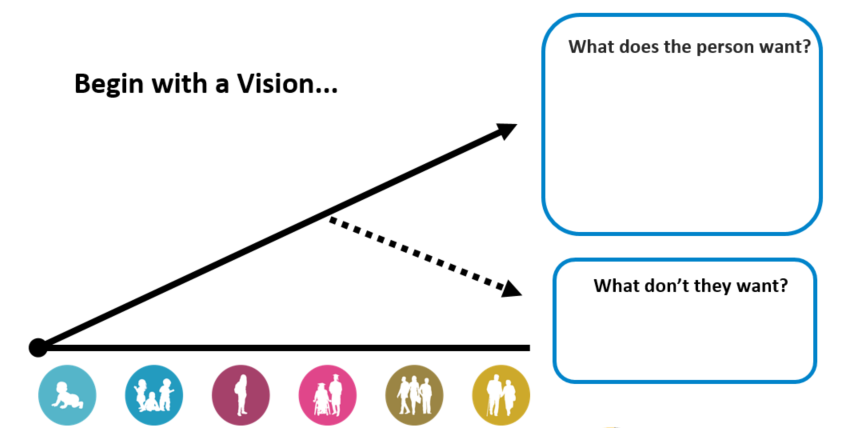 What does the person want?
Begin with a Vision...
What don't they want?